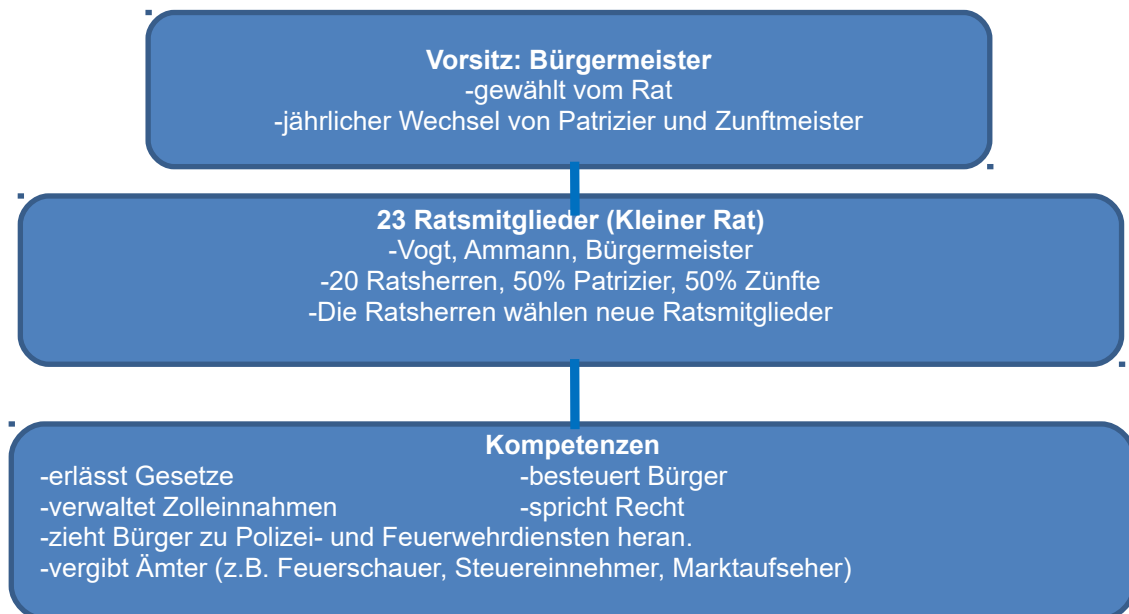 Vorsitz: Bürgermeister
-gewählt vom Rat
-jährlicher Wechsel von Patrizier und Zunftmeister
23 Ratsmitglieder (Kleiner Rat)
-Vogt, Ammann, Bürgermeister
-20 Ratsherren, 50% Patrizier, 50% Zünfte
-Die Ratsherren wählen neue Ratsmitglieder
Kompetenzen
-erlässt Gesetze -besteuert Bürger
-verwaltet Zolleinnahmen -spricht Recht
-zieht Bürger zu Polizei- und Feuerwehrdiensten heran.
-vergibt Ämter (z.B. Feuerschauer, Steuereinnehmer, Marktaufseher)